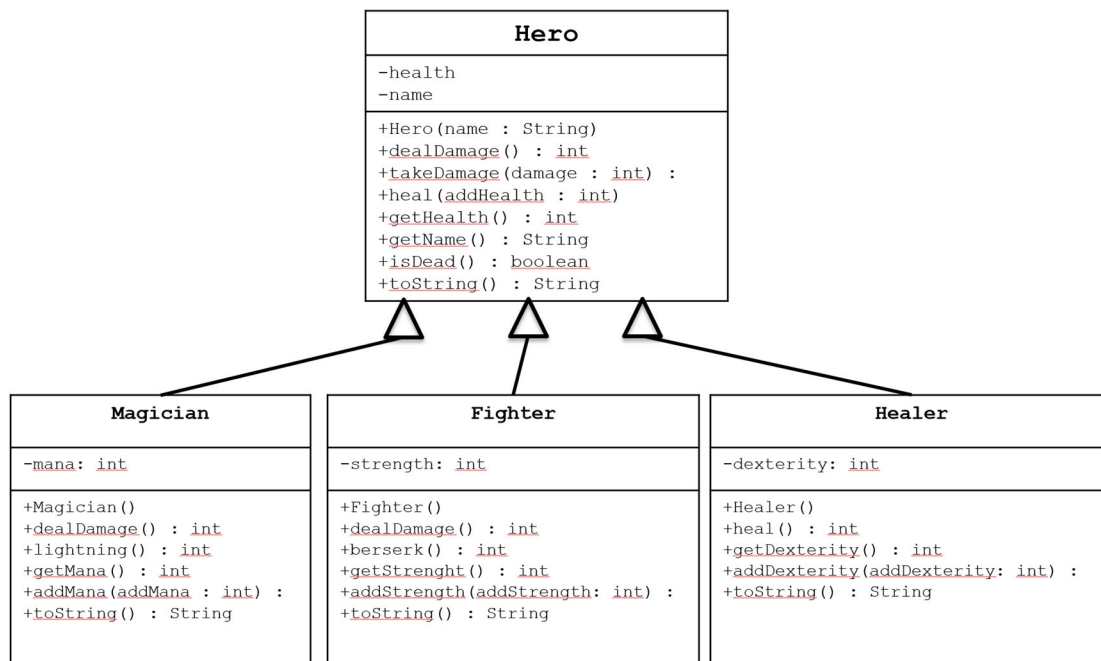 Hero
-health
-name
+Hero(name : String)
+dealDamage() : int
+takeDamage(damage : int) :
+heal(addHealth : int)
+getHealth() : int
+getName() : String
+isDead() : boolean
+toString() : String
Magician
-mana: int
+Magician()
+dealDamage() : int
+lightning() : int
+getMana() : int
+addMana(addMana : int) :
+toString() : String
Fighter
-strength: int
+Fighter()
+dealDamage() : int
+berserk() : int
+getStrenght() : int
+addStrength(addStrength: int) :
+toString() : String
Healer
-dexterity: int
+Healer()
+heal() : int
+getDexterity() : int
+addDexterity(addDexterity: int) :
+toString() : String